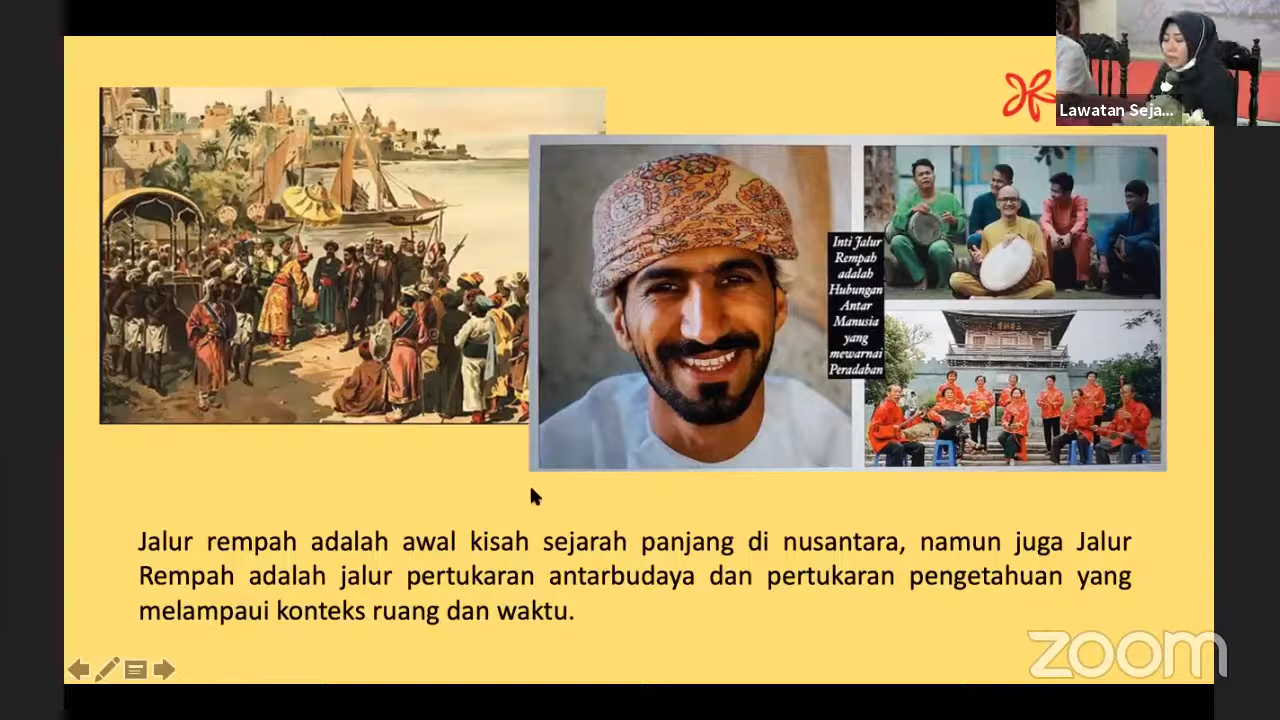 Lawatan Seja...
Inti Jalur
Rempah
adalah
Hubungan
Antar
Manusia
yang
mewarnai
Peradaban
Jalur rempah adalah awal kisah sejarah panjang di nusantara, namun juga Jalur
Rempah adalah jalur pertukaran antarbudaya dan pertukaran pengetahuan yang
melampaui konteks ruang dan waktu.
zoom